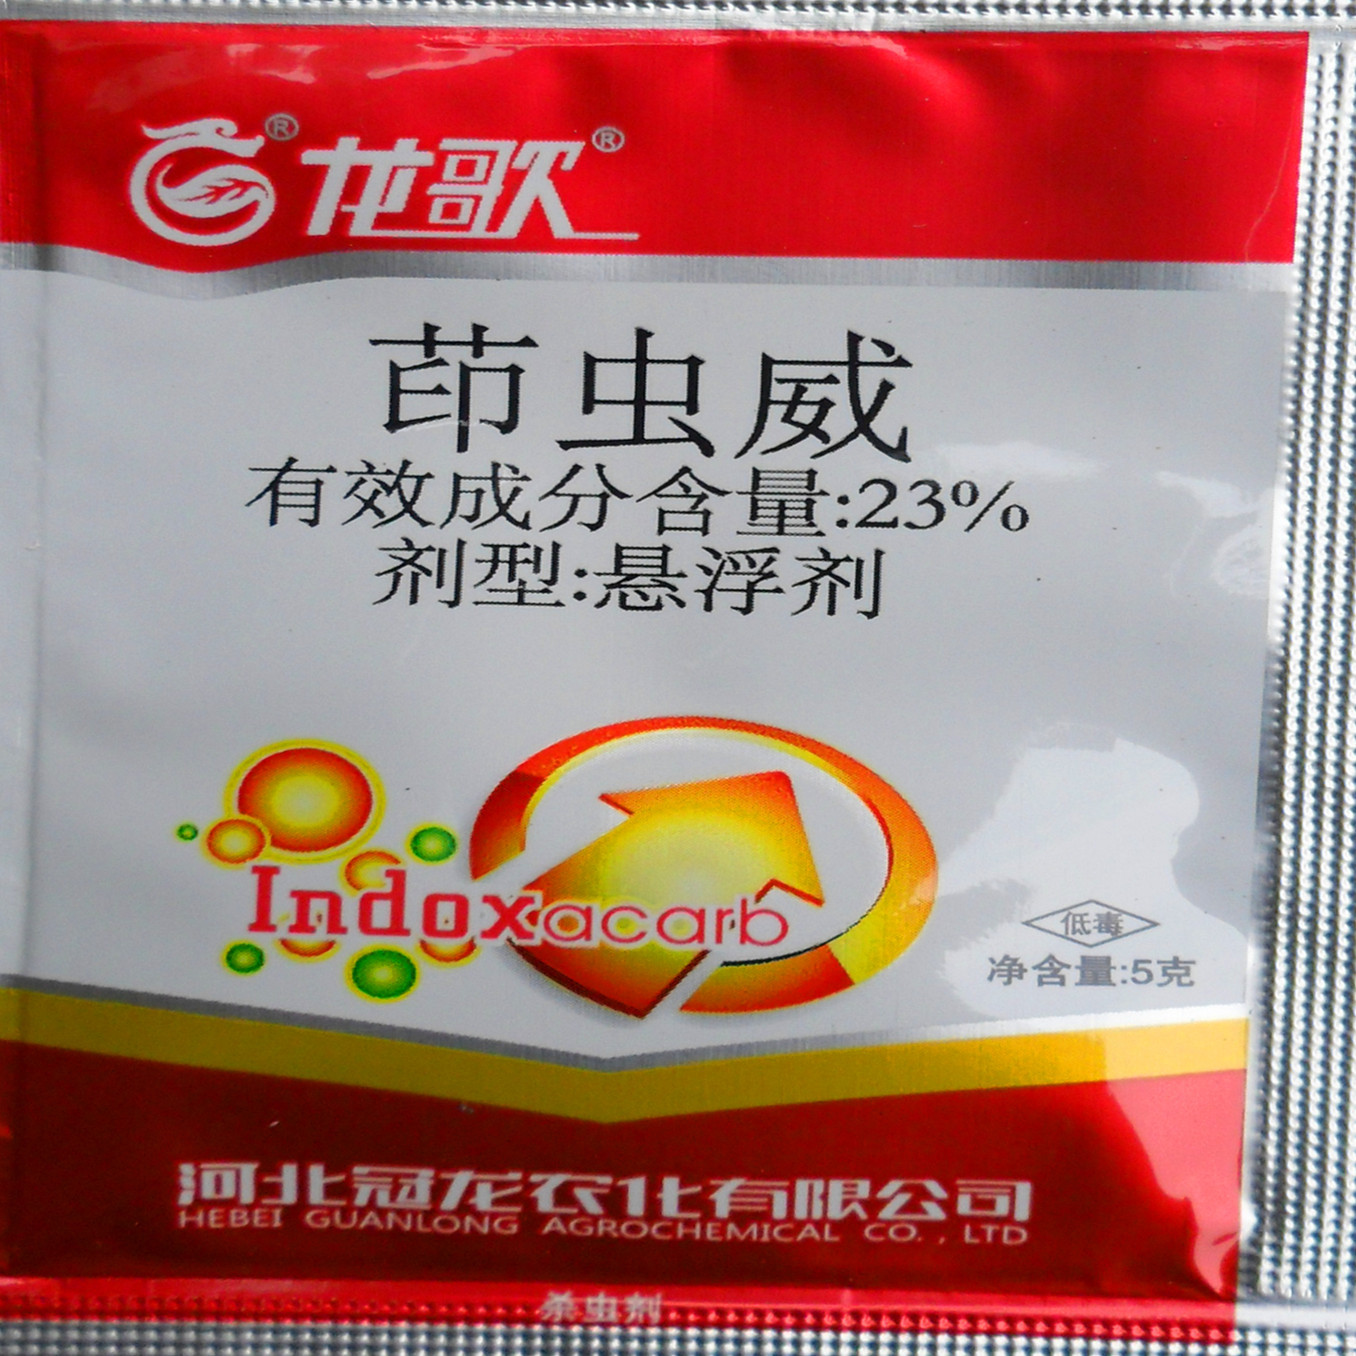 ® 龙歌®
茚虫威
有效成分含量:23%
剂型:悬浮剂
Indoxacarb
低毒
净含量:5克
河北冠龙农化有限公司
HEBEI GUANLONG AGROCHEMICAL CO., LTD
杀虫剂